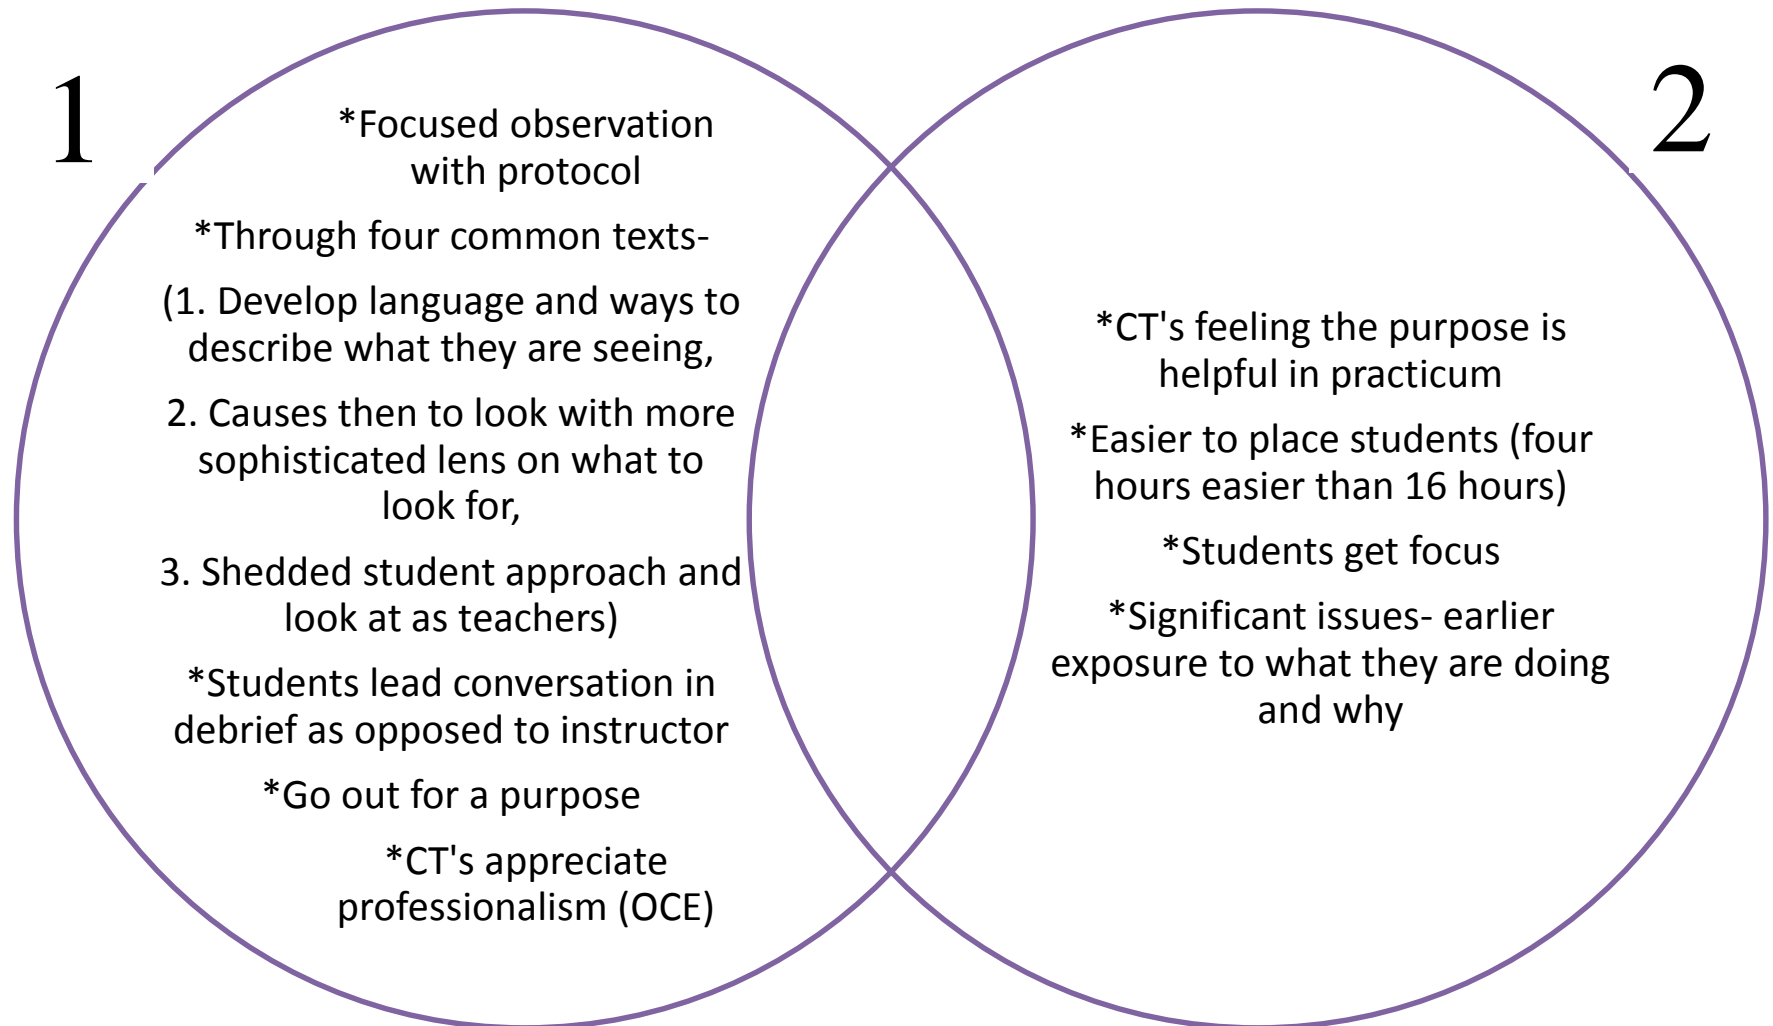 1
*Focused observation
with protocol
*Through four common texts-
(1. Develop language and ways to
describe what they are seeing,
2. Causes then to look with more
sophisticated lens on what to
look for,
3. Shedded student approach and
look at as teachers)
*Students lead conversation in
debrief as opposed to instructor
*Go out for a purpose
*CT's appreciate
professionalism (OCE)
2
*CT's feeling the purpose is
helpful in practicum
*Easier to place students (four
hours easier than 16 hours)
*Students get focus
*Significant issues- earlier
exposure to what they are doing
and why